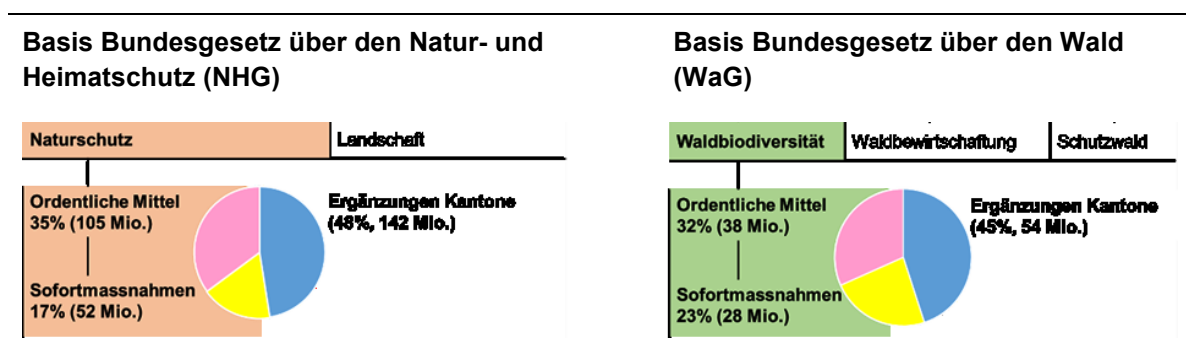 Basis Bundesgesetz über den Natur- und
Heimatschutz (NHG)
Naturschutz
Landschaft
Ordentliche Mittel
35% (105 Mio.)
Ergänzungen Kantone
(48%, 142 Mio.)
Sofortmassnahmen
17% (52 Mio.)
Basis Bundesgesetz über den Wald
(WaG)
Waldbiodiversität
Waldbewirtschaftung
Schutzwald
Ordentliche Mittel
32% (38 Mio.)
Ergänzungen Kantone
(45%, 54 Mio.)
Sofortmassnahmen
23% (28 Mio.)